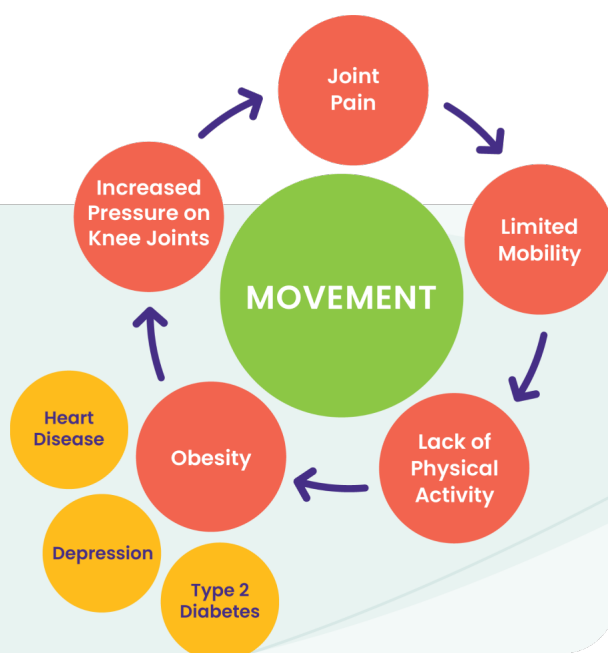 Joint
Pain
Increased
Pressure on
Knee Joints
Limited
Mobility
MOVEMENT
Heart
Disease
Obesity
Lack of
Physical
Activity
Depression
Type 2
Diabetes